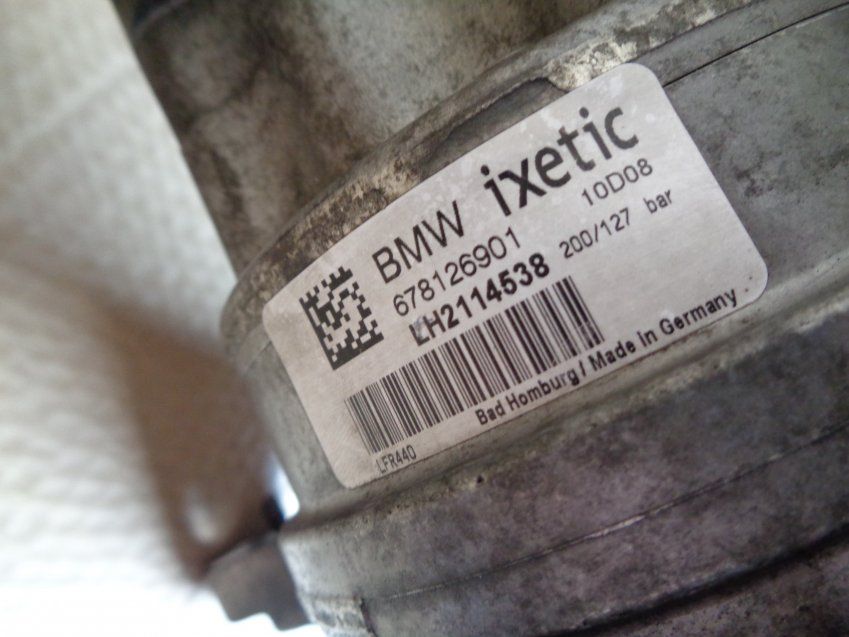 BMW ixetic
678126901 10D08
LH2114538 200/127 bar
Bad Homburg / Made in Germany
LFR440